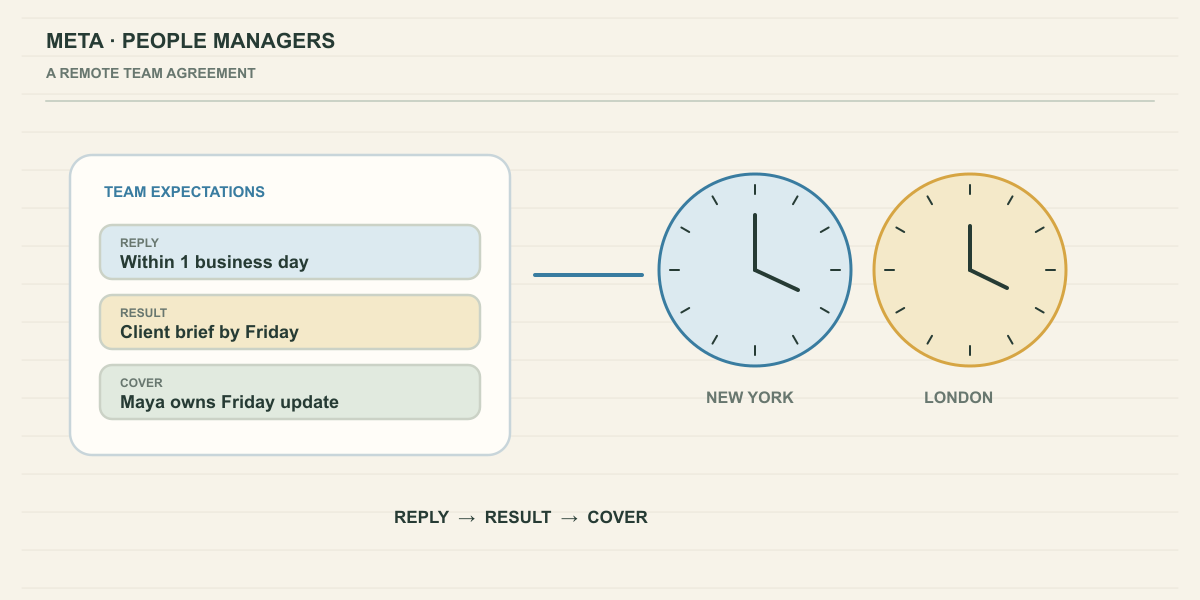 META · PEOPLE MANAGERS
A REMOTE TEAM AGREEMENT
TEAM EXPECTATIONS
REPLY
Within 1 business day
RESULT
Client brief by Friday
COVER
Maya owns Friday update
NEW YORK
LONDON
REPLY → RESULT → COVER